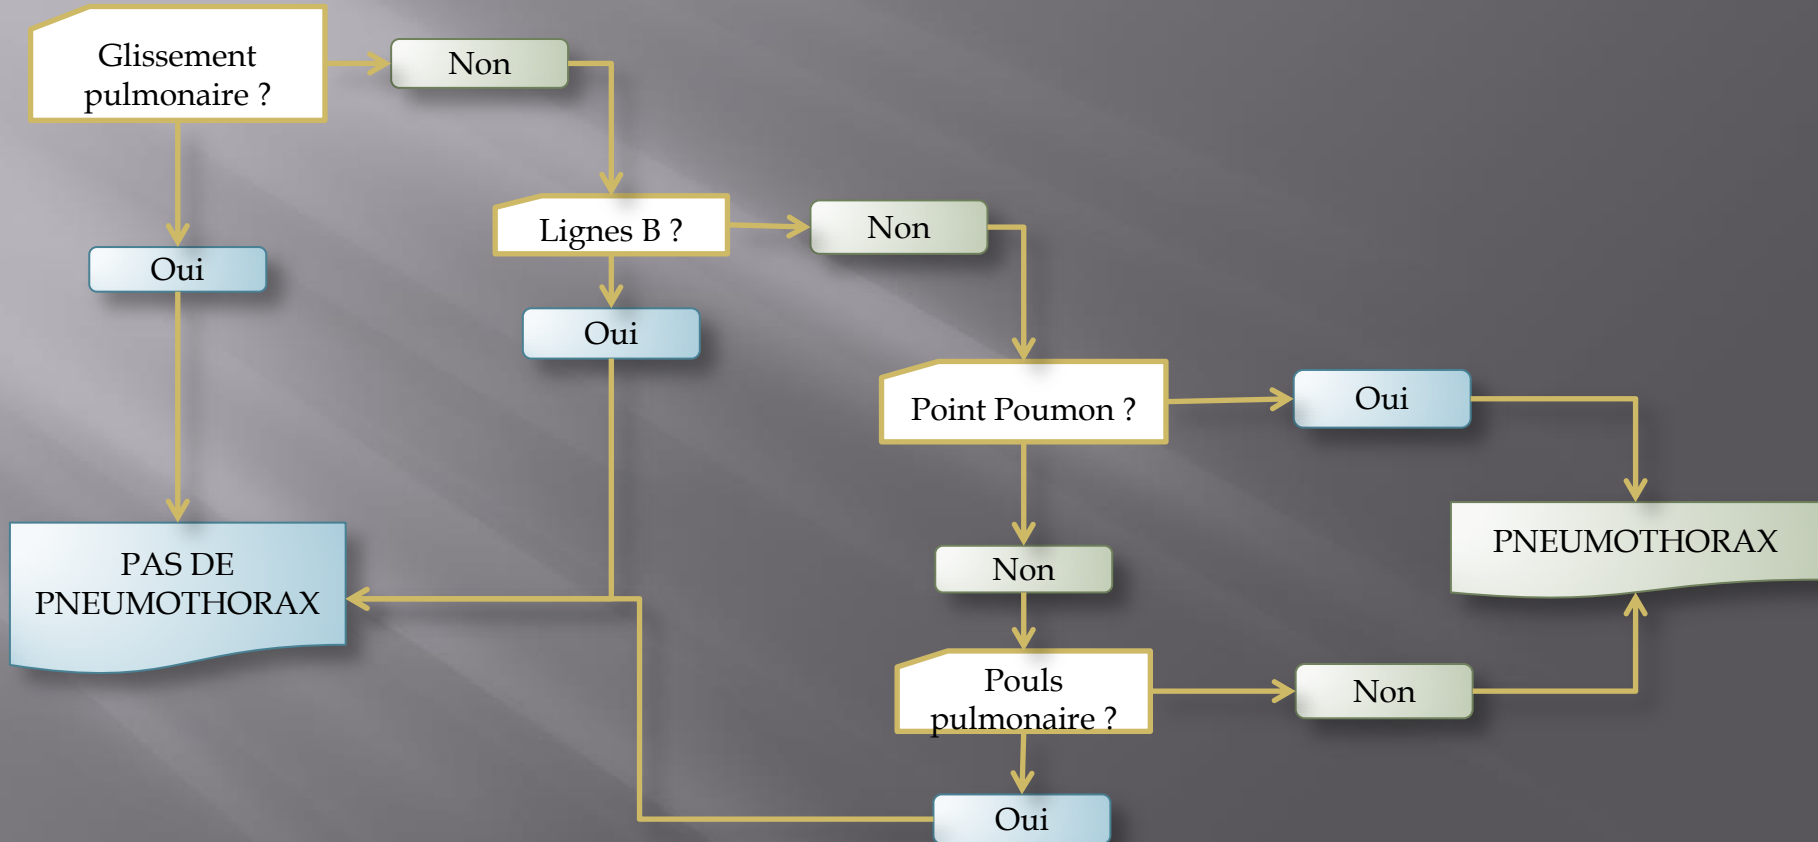 Glissement
pulmonaire ?
Non
Lignes B ?
Non
Oui
Oui
Point Poumon ?
Oui
PAS DE
PNEUMOTHORAX
Non
PNEUMOTHORAX
Pouls
pulmonaire ?
Non
Oui